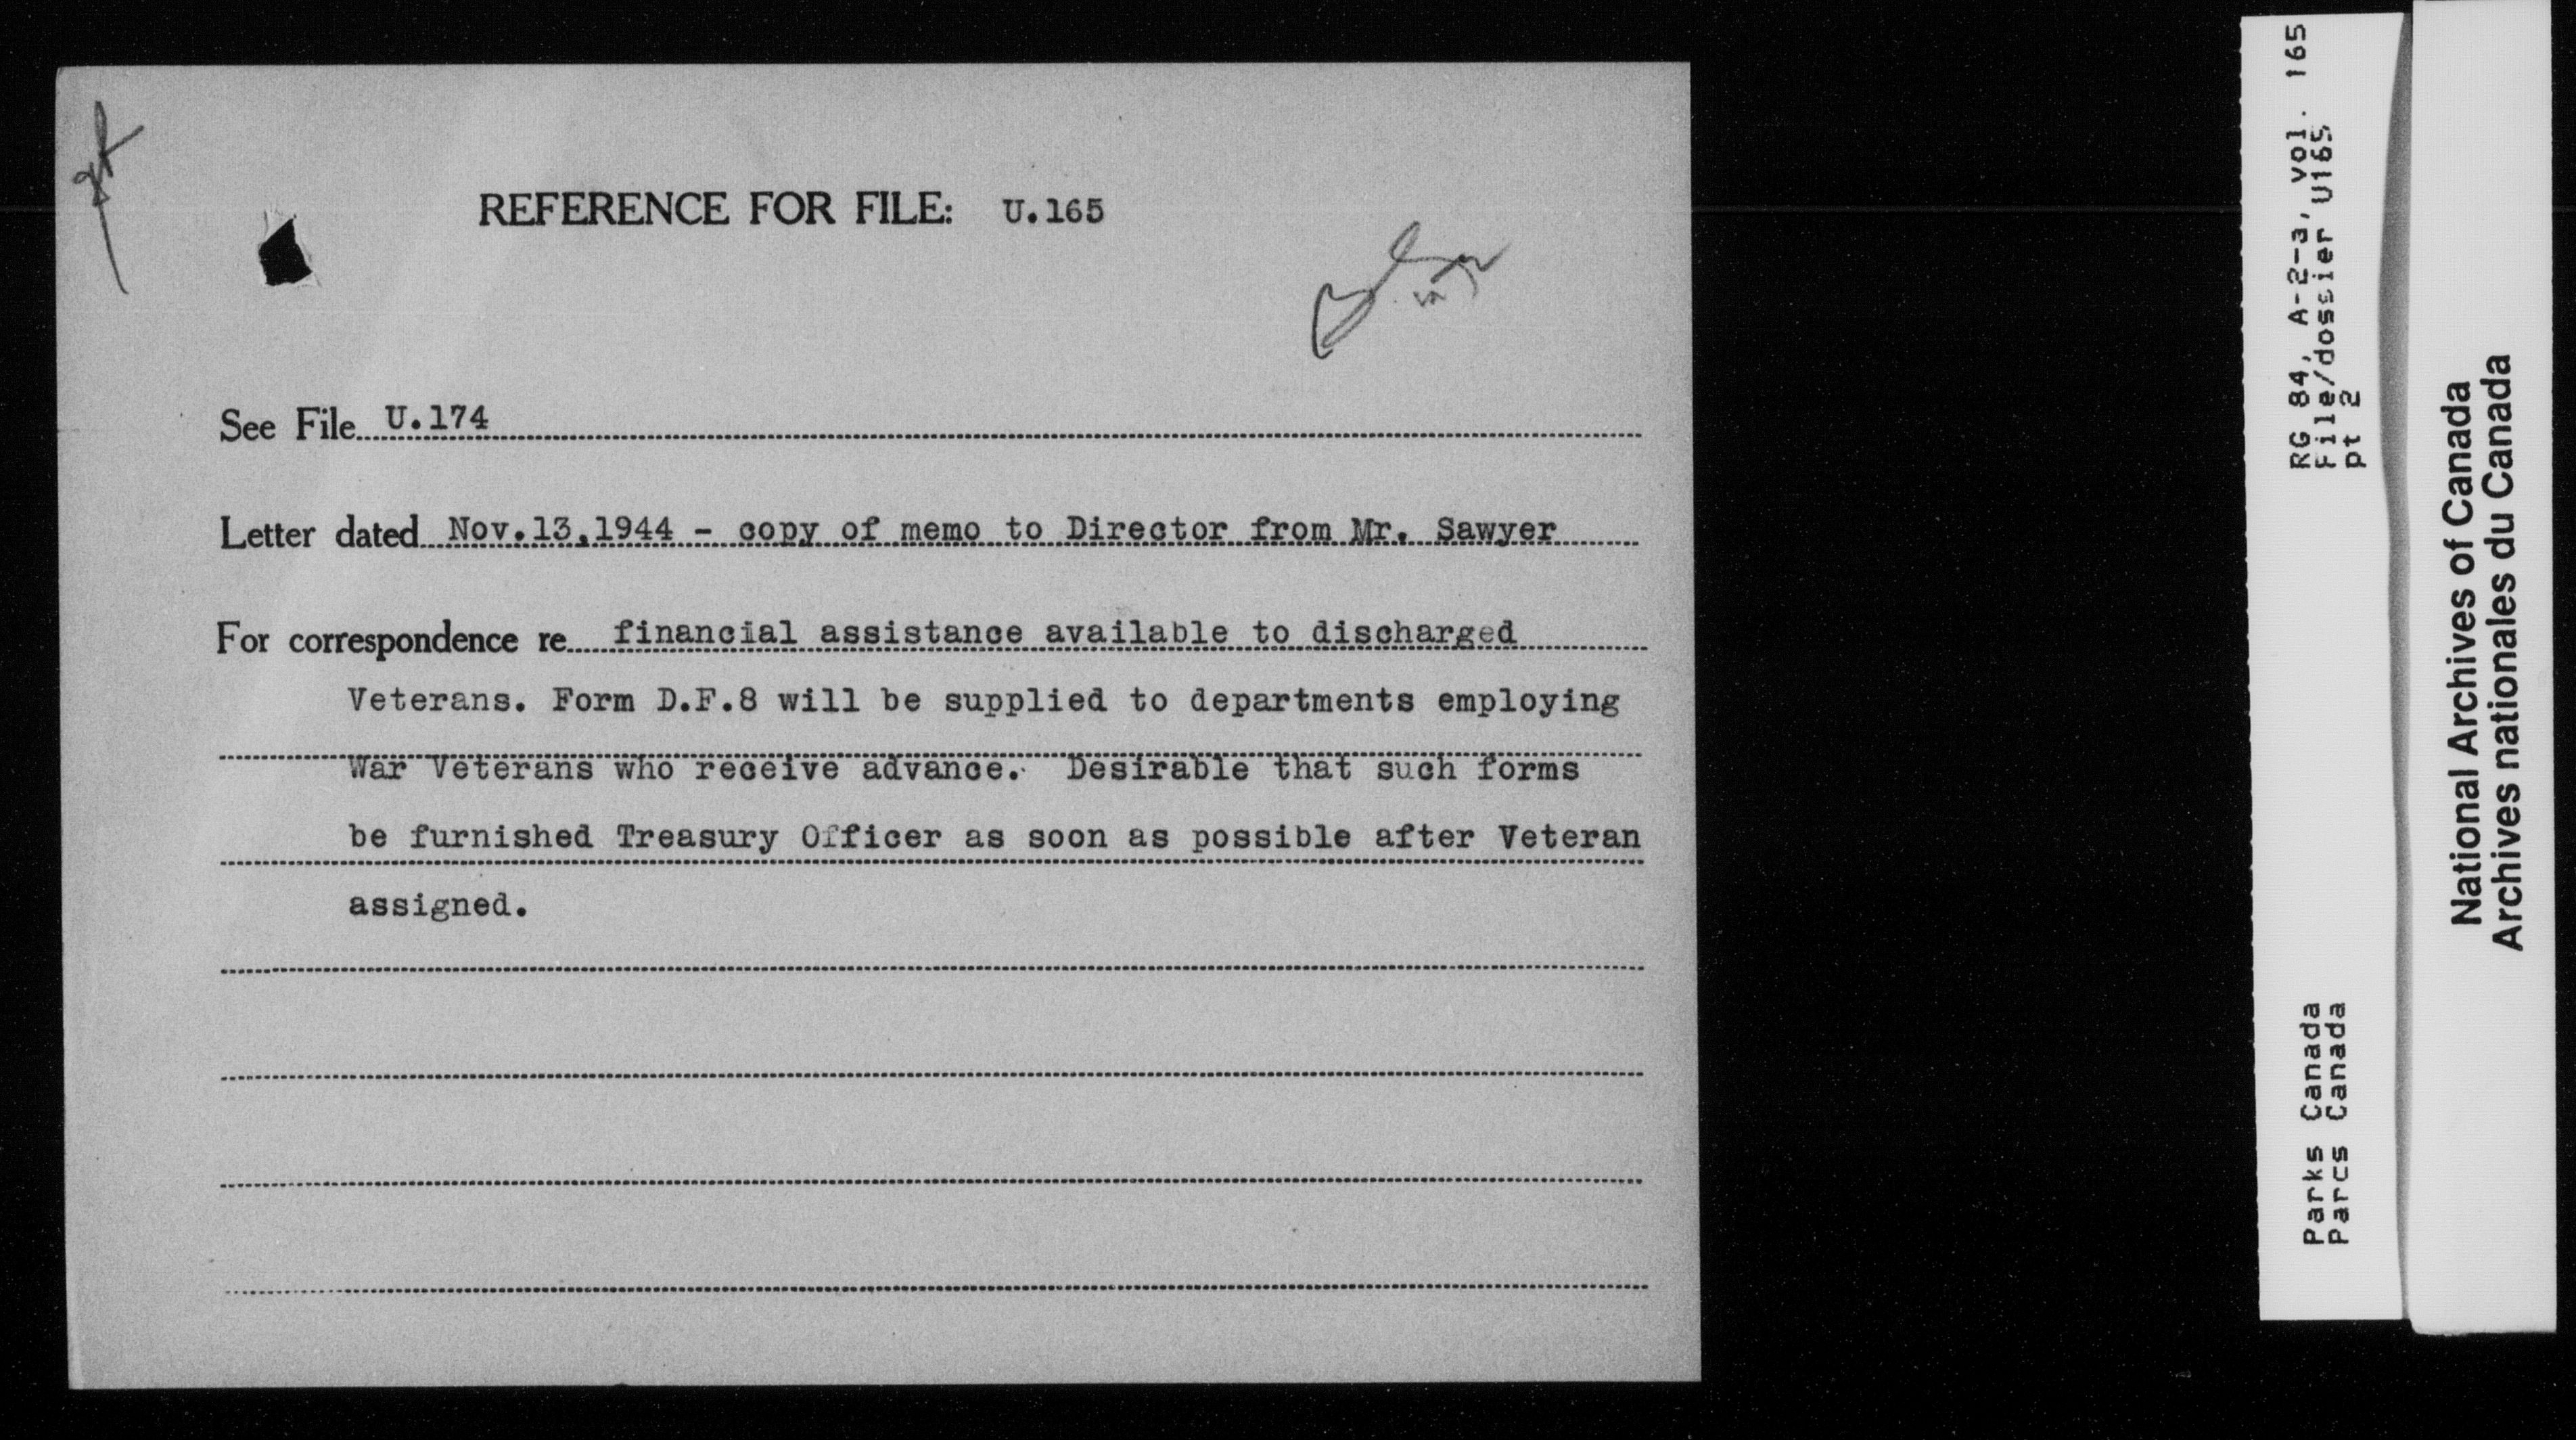 REFERENCE FOR FILE: U.165
See File U.174
Letter dated Nov.13,1944 - copy of memo to Director from Mr. Sawyer
For correspondence re financial assistance available to discharged
Veterans. Form D.F.8 will be supplied to departments employing
War Veterans who receive advance. Desirable that such forms
be furnished Treasury Officer as soon as possible after Veteran
assigned.
RG 84, A-2-a, vol. 165
File/dossier U165
pt 2
Parks Canada
Parcs Canada
National Archives of Canada
Archives nationales du Canada